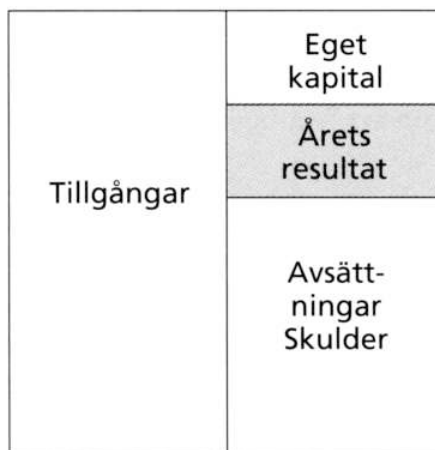 Tillgångar
Eget
kapital
Årets
resultat
Avsätt-
ningar
Skulder